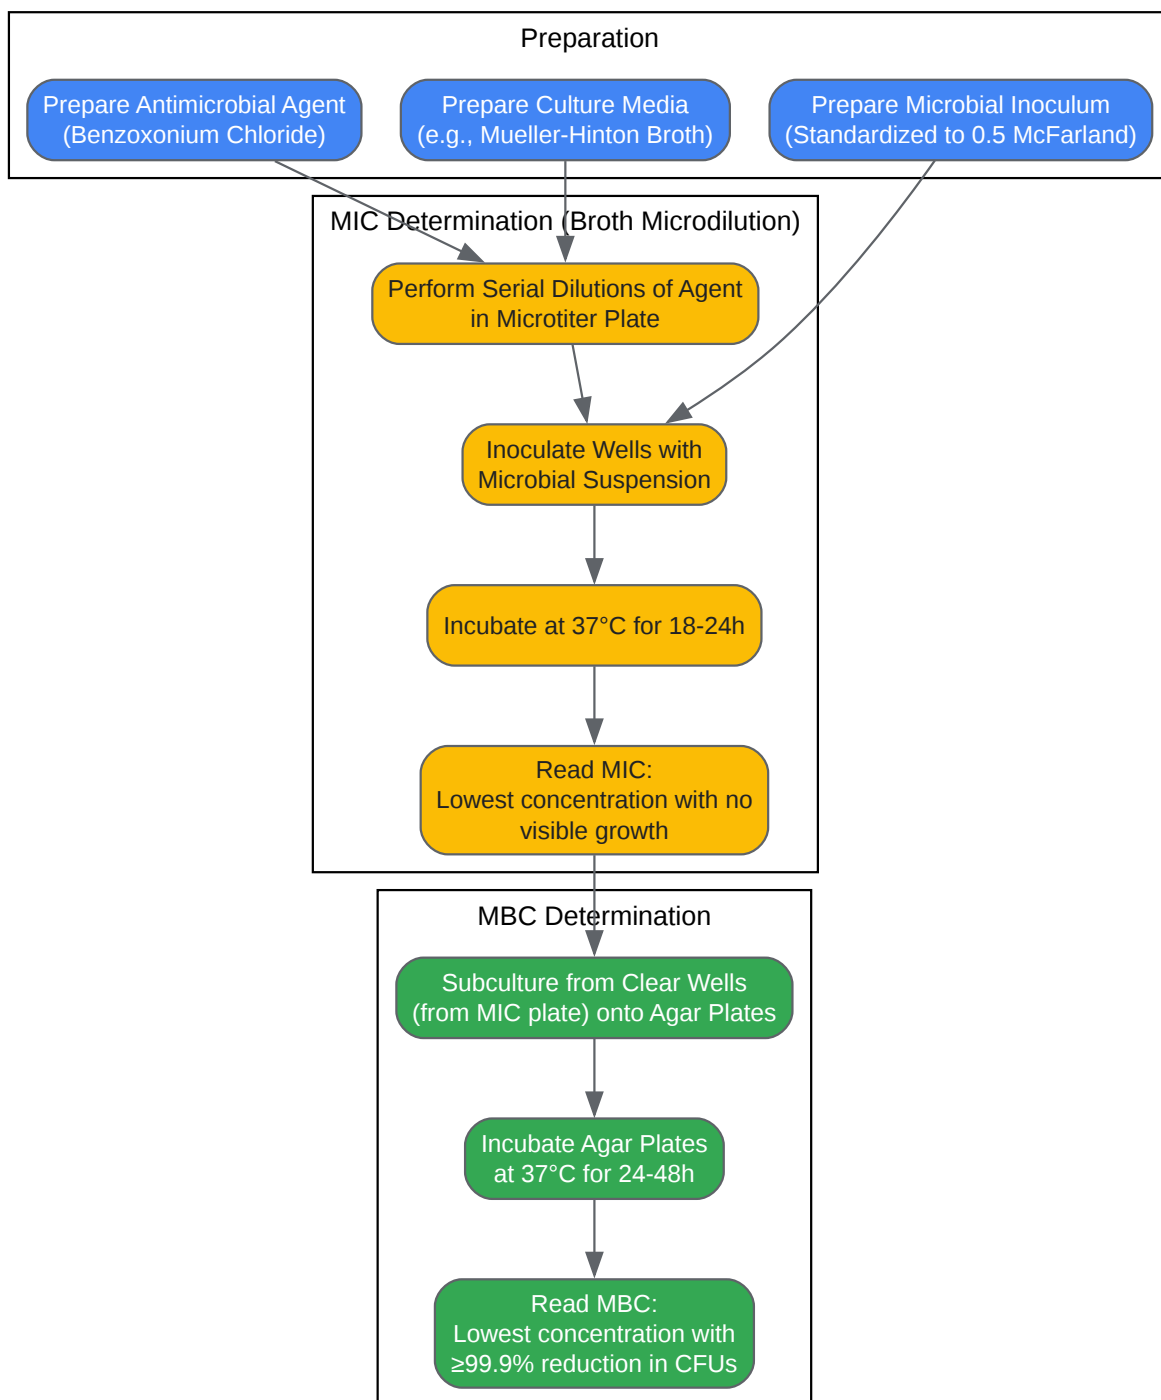 Preparation
Prepare Antimicrobial Agent
(Benzoxonium Chloride)
Prepare Culture Media
(e.g., Mueller-Hinton Broth)
Prepare Microbial Inoculum
(Standardized to 0.5 McFarland)
MIC Determination (Broth Microdilution)
Perform Serial Dilutions of Agent
in Microtiter Plate
Inoculate Wells with
Microbial Suspension
Incubate at 37°C for 18-24h
Read MIC:
Lowest concentration with no
visible growth
MBC Determination
Subculture from Clear Wells
(from MIC plate) onto Agar Plates
Incubate Agar Plates
at 37°C for 24-48h
Read MBC:
Lowest concentration with
≥99.9% reduction in CFUs